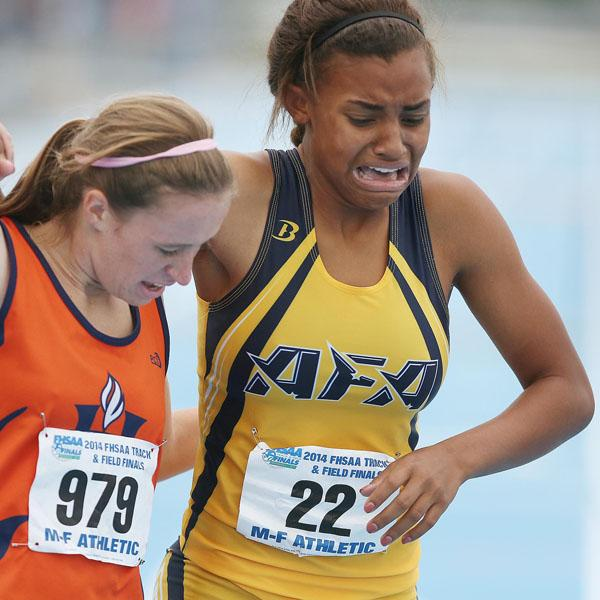 B
AFA
FHSAA
FINALS
2014 FHSAA TRACK
& FIELD FINALS
979
M-F ATHLETIC
FHSAA
FINALS
2014 FHSAA TRACK
& FIELD FINALS
22
M-F ATHLETIC